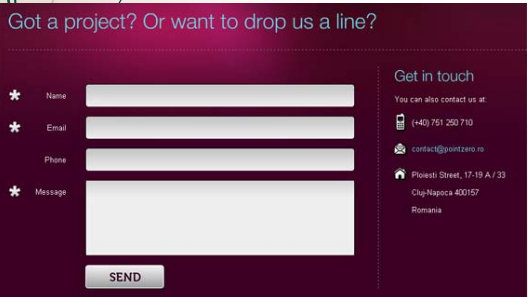 Got a project? Or want to drop us a line?
* Name
* Email
Phone
* Message
SEND
Get in touch
You can also contact us at:
(+40) 751 250 710
contact@pointzero.ro
Ploiesti Street, 17-19 A / 33
Cluj-Napoca 400157
Romania